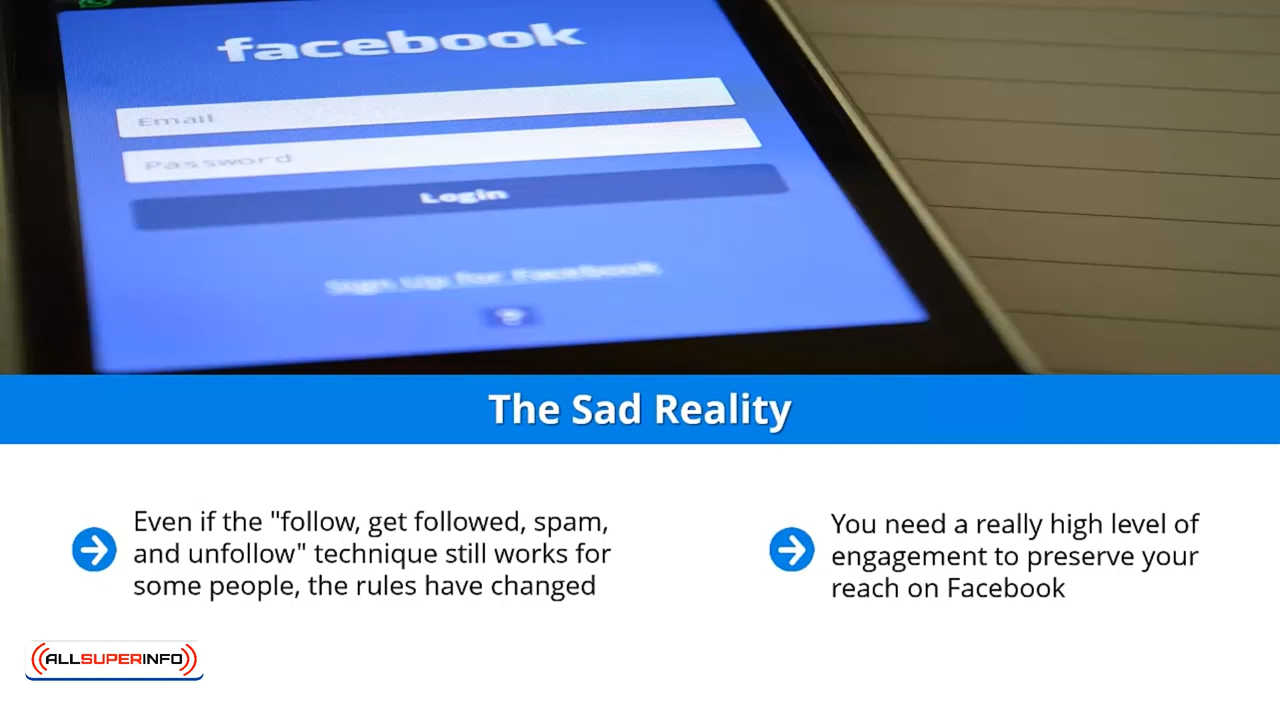 facebook
Email
Password
Login
Sign Up for Facebook
?
The Sad Reality
Even if the "follow, get followed, spam,
and unfollow" technique still works for
some people, the rules have changed
You need a really high level of
engagement to preserve your
reach on Facebook
ALLSUPERINFO